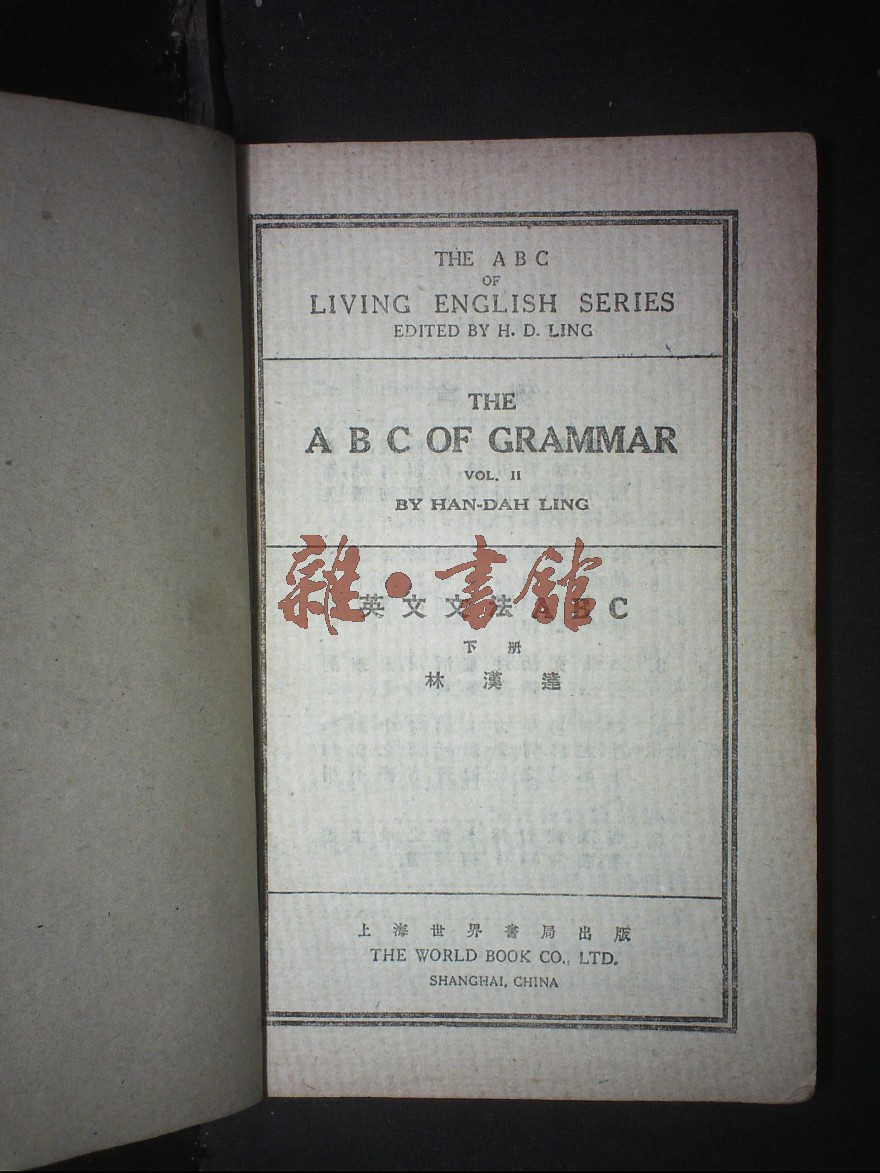 THE A B C
OF
LIVING ENGLISH SERIES
EDITED BY H. D. LING
THE
A B C OF GRAMMAR
VOL. II
BY HAN-DAH LING
雜·書館
英文文法 A B C
下册
林漢達
上海世界書局出版
THE WORLD BOOK CO., LTD.
SHANGHAI, CHINA